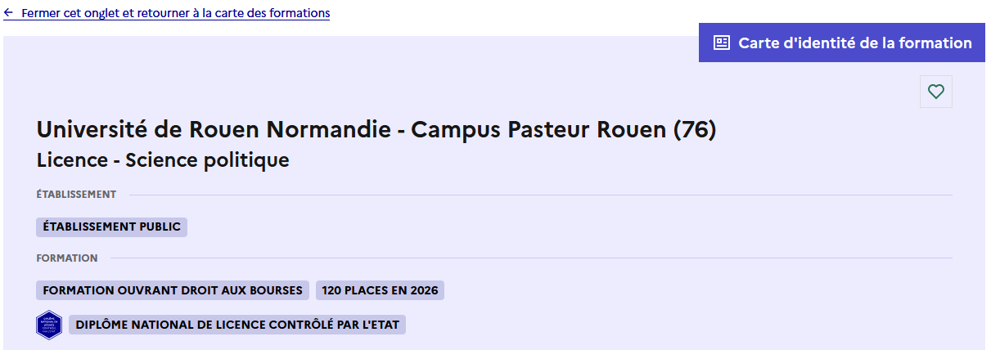 ← Fermer cet onglet et retourner à la carte des formations
Carte d'identité de la formation
Université de Rouen Normandie - Campus Pasteur Rouen (76)
Licence - Science politique
ÉTABLISSEMENT
ÉTABLISSEMENT PUBLIC
FORMATION
FORMATION OUVRANT DROIT AUX BOURSES 120 PLACES EN 2026
DIPLÔME NATIONAL DE LICENCE CONTRÔLÉ PAR L'ETAT